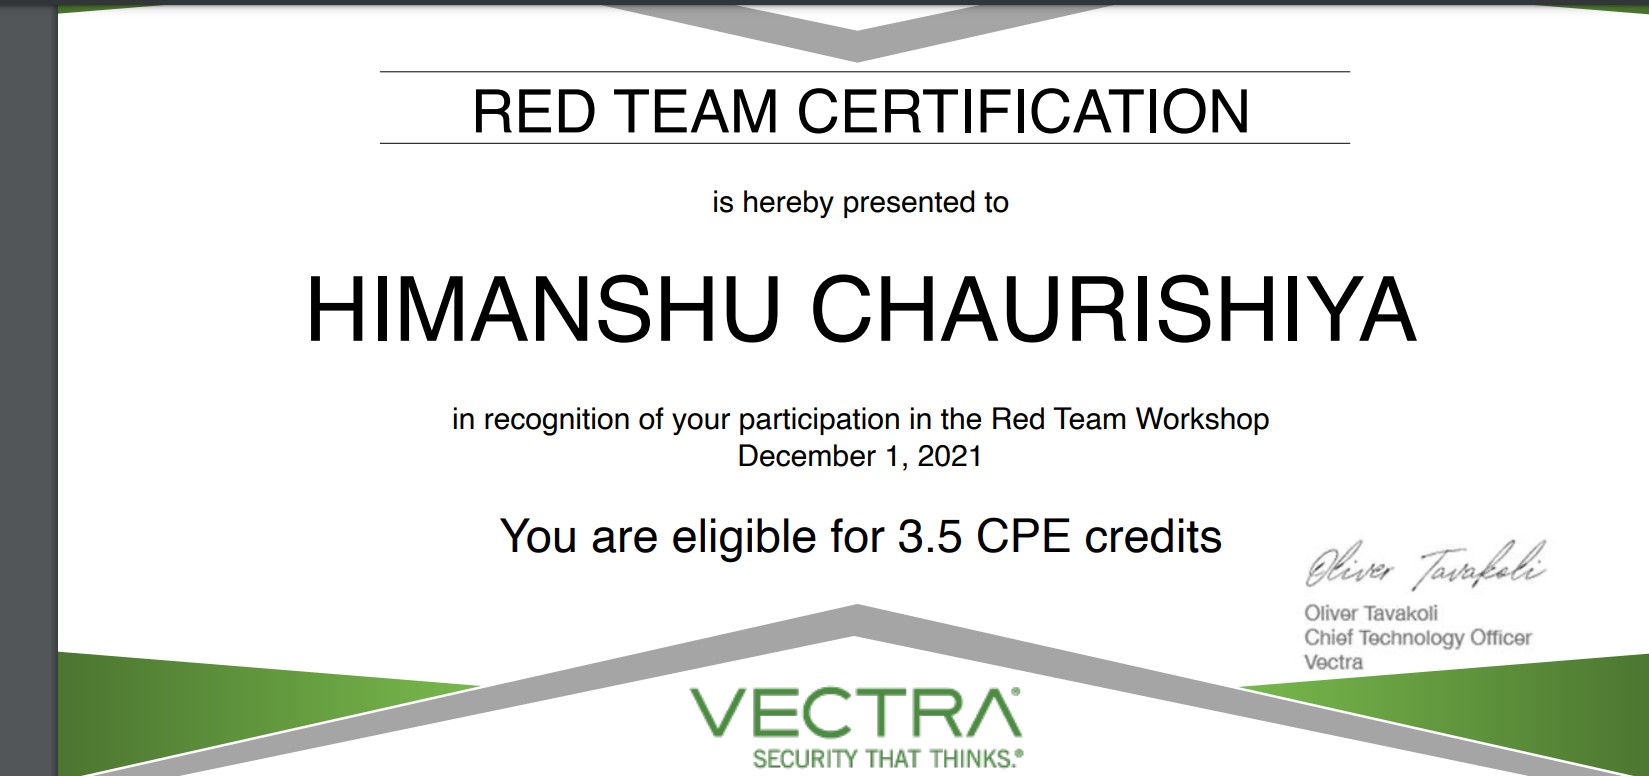 RED TEAM CERTIFICATION
is hereby presented to
HIMANSHU CHAURISHIYA
in recognition of your participation in the Red Team Workshop
December 1, 2021
You are eligible for 3.5 CPE credits
Oliver Tavakoli
Oliver Tavakoli
Chief Technology Officer
Vectra
VECTRA®
SECURITY THAT THINKS.®